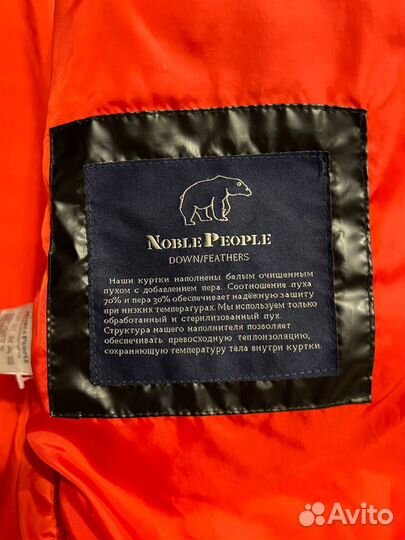 NOBLE PEOPLE
DOWN/FEATHERS
Наши куртки наполнены белым очищенным
пухом с добавлением пера. Соотношение пуха
70% и пера 30% обеспечивает надёжную защиту
при низких температурах. Мы используем только
обработанный и стерилизованный пух.
Структура нашего наполнителя позволяет
обеспечивать превосходную теплоизоляцию,
сохраняющую температуру тела внутри куртки.
NOBLE PEOPLE
Avito